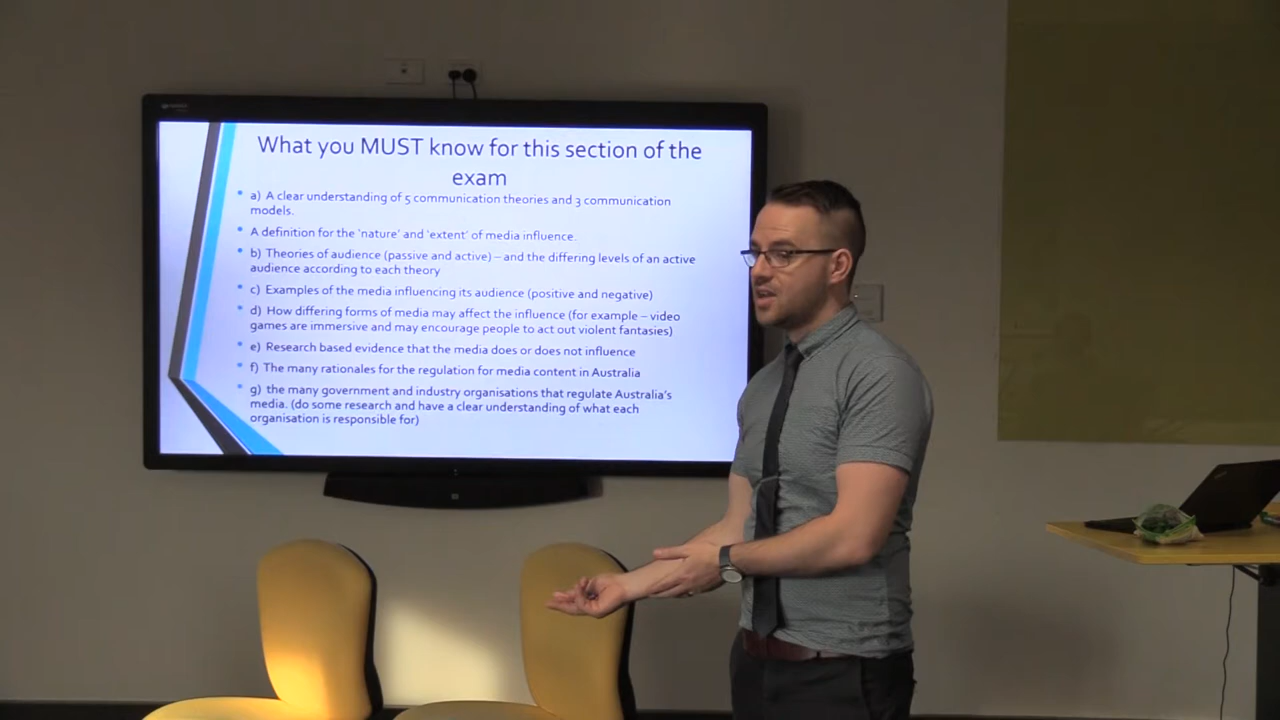 What you MUST know for this section of the
exam
a) A clear understanding of 5 communication theories and 3 communication
models.
A definition for the 'nature' and 'extent' of media influence.
b) Theories of audience (passive and active) – and the differing levels of an active
audience according to each theory
c) Examples of the media influencing its audience (positive and negative)
d) How differing forms of media may affect the influence (for example – video
games are immersive and may encourage people to act out violent fantasies)
e) Research based evidence that the media does or does not influence
f) The many rationales for the regulation for media content in Australia
g) the many government and industry organisations that regulate Australia's
media. (do some research and have a clear understanding of what each
organisation is responsible for)